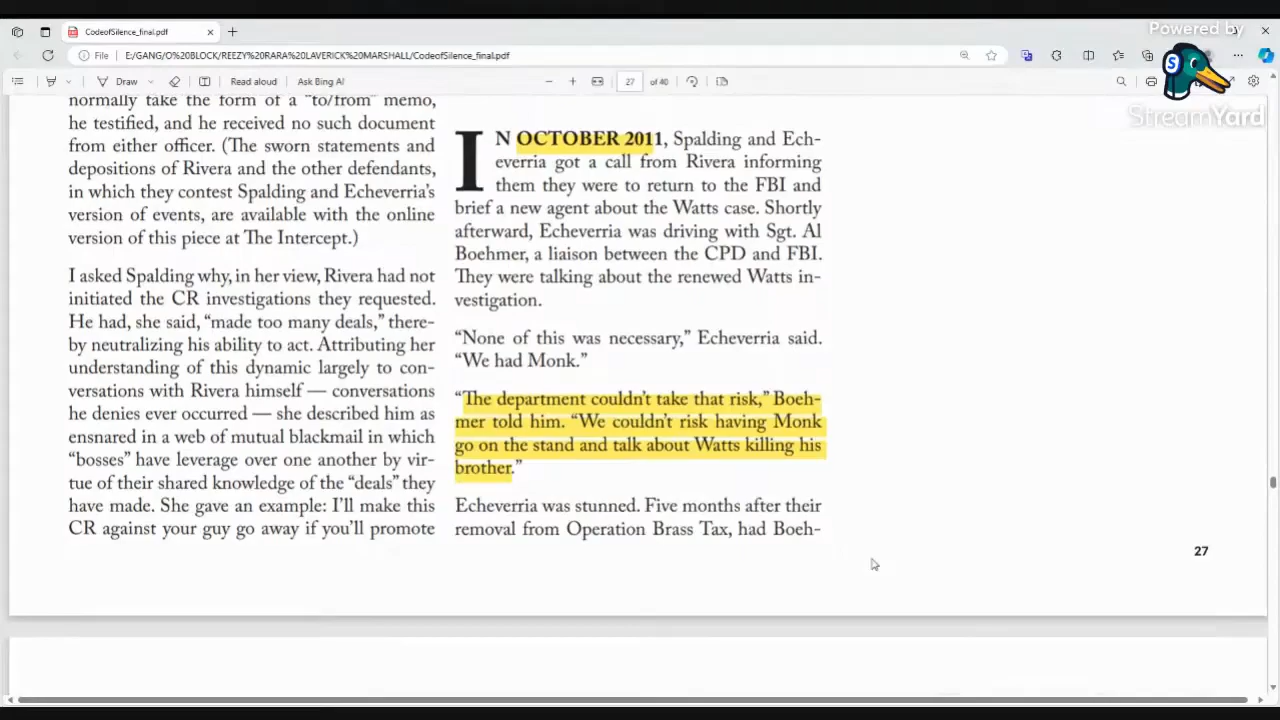 Powered by
StreamYard
CodeofSilence_final.pdf
File
E:/GANG/O%20BLOCK/REEZY%20RARA%20LAVERICK%20MARSHALL/CodeofSilence_final.pdf
Draw
Read aloud
Ask Bing AI
27
of 40
normally take the form of a "to/from" memo,
he testified, and he received no such document
from either officer. (The sworn statements and
depositions of Rivera and the other defendants,
in which they contest Spalding and Echeverria’s
version of events, are available with the online
version of this piece at The Intercept.)
I asked Spalding why, in her view, Rivera had not
initiated the CR investigations they requested.
He had, she said, “made too many deals,” there-
by neutralizing his ability to act. Attributing her
understanding of this dynamic largely to con-
versations with Rivera himself — conversations
he denies ever occurred — she described him as
ensnared in a web of mutual blackmail in which
“bosses” have leverage over one another by vir-
tue of their shared knowledge of the “deals” they
have made. She gave an example: I’ll make this
CR against your guy go away if you’ll promote
IN OCTOBER 2011, Spalding and Ech-
everria got a call from Rivera informing
them they were to return to the FBI and
brief a new agent about the Watts case. Shortly
afterward, Echeverria was driving with Sgt. Al
Boehmer, a liaison between the CPD and FBI.
They were talking about the renewed Watts in-
vestigation.
“None of this was necessary,” Echeverria said.
“We had Monk.”
“The department couldn’t take that risk,” Boeh-
mer told him. “We couldn’t risk having Monk
go on the stand and talk about Watts killing his
brother.”
Echeverria was stunned. Five months after their
removal from Operation Brass Tax, had Boeh-
27